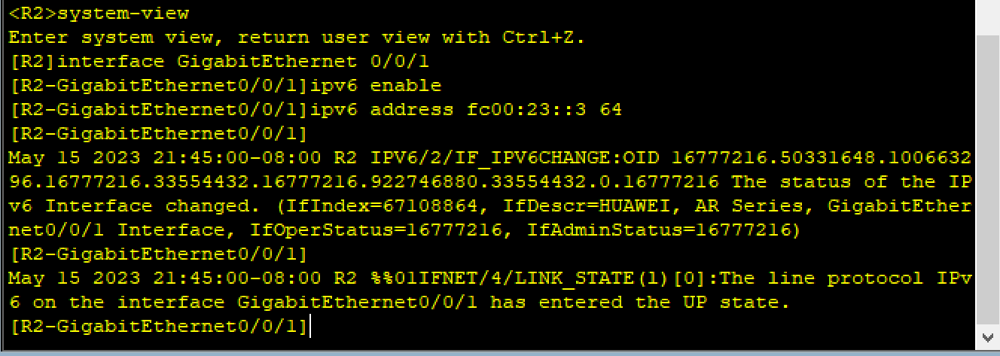 <R2>system-view
Enter system view, return user view with Ctrl+Z.
[R2]interface GigabitEthernet 0/0/1
[R2-GigabitEthernet0/0/1]ipv6 enable
[R2-GigabitEthernet0/0/1]ipv6 address fc00:23::3 64
[R2-GigabitEthernet0/0/1]
May 15 2023 21:45:00-08:00 R2 IPV6/2/IF_IPV6CHANGE:OID 16777216.50331648.1006632
96.16777216.33554432.16777216.922746880.33554432.0.16777216 The status of the IP
v6 Interface changed. (IfIndex=67108864, IfDescr=HUAWEI, AR Series, GigabitEther
net0/0/1 Interface, IfOperStatus=16777216, IfAdminStatus=16777216)
[R2-GigabitEthernet0/0/1]
May 15 2023 21:45:00-08:00 R2 %%01IFNET/4/LINK_STATE(l)[0]:The line protocol IPv
6 on the interface GigabitEthernet0/0/1 has entered the UP state.
[R2-GigabitEthernet0/0/1]